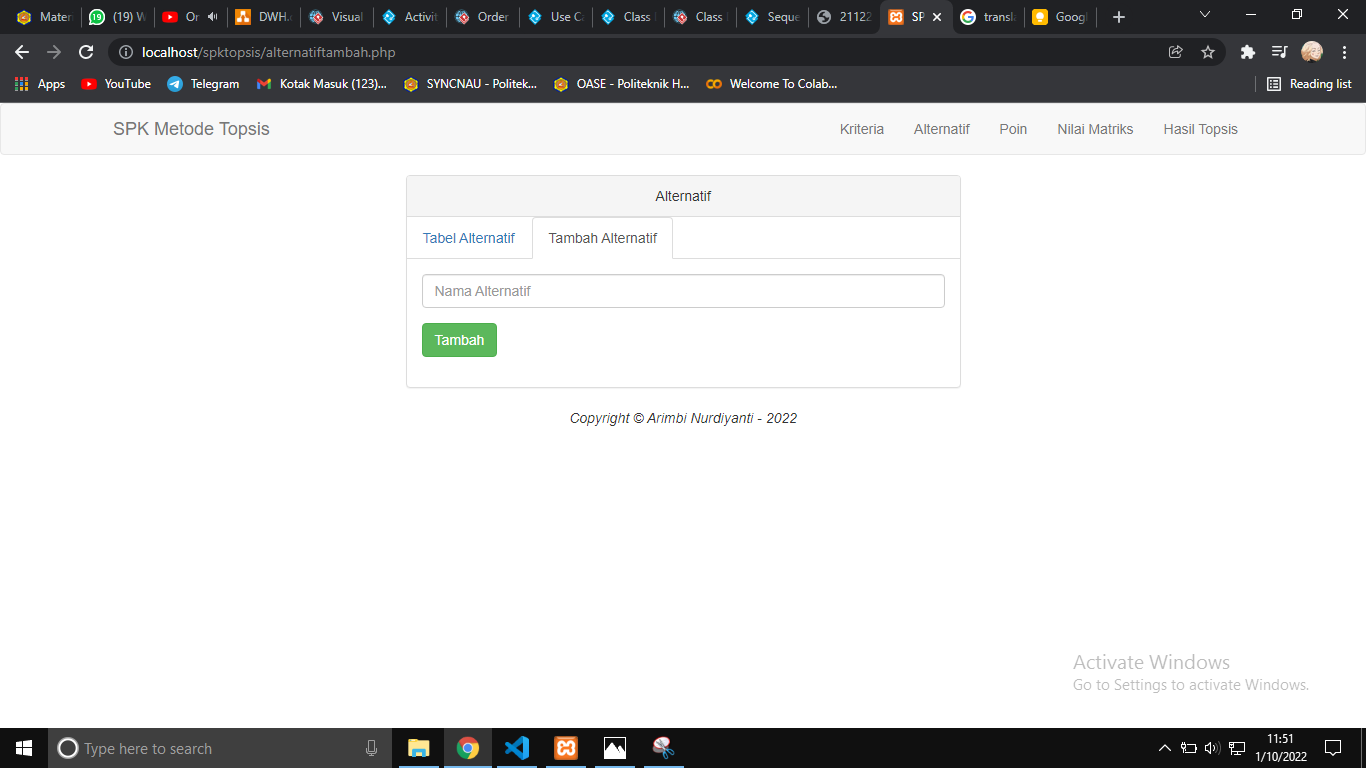 Mater
(19) W
Or
DWH.
Visual
Activit
Order
Use Ca
Class
Class
Seque
21122
SP
transla
Googl
localhost/spktopsis/alternatiftambah.php
Apps
YouTube
Telegram
Kotak Masuk (123)...
SYNCNAU - Politek...
OASE - Politeknik H...
Welcome To Colab...
Reading list
SPK Metode Topsis
Kriteria
Alternatif
Poin
Nilai Matriks
Hasil Topsis
Alternatif
Tabel Alternatif
Tambah Alternatif
Nama Alternatif
Tambah
Copyright © Arimbi Nurdiyanti - 2022
Activate Windows
Go to Settings to activate Windows.
Type here to search
11:51
1/10/2022